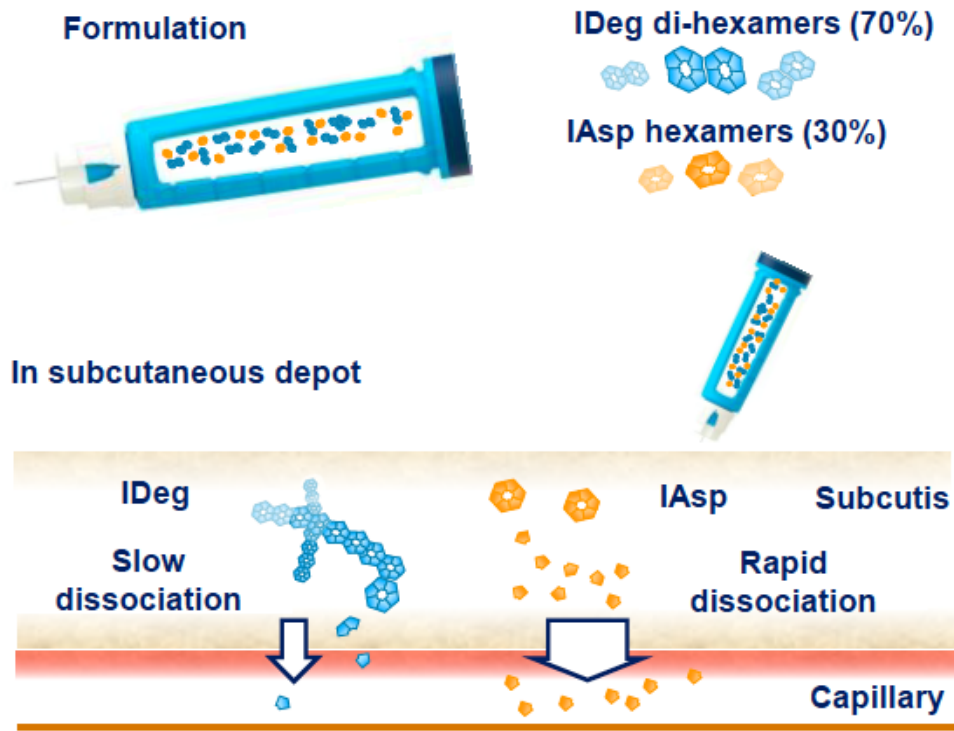 Formulation
IDeg di-hexamers (70%)
IAsp hexamers (30%)
In subcutaneous depot
IDeg
IAsp
Subcutis
Slow
dissociation
Rapid
dissociation
Capillary